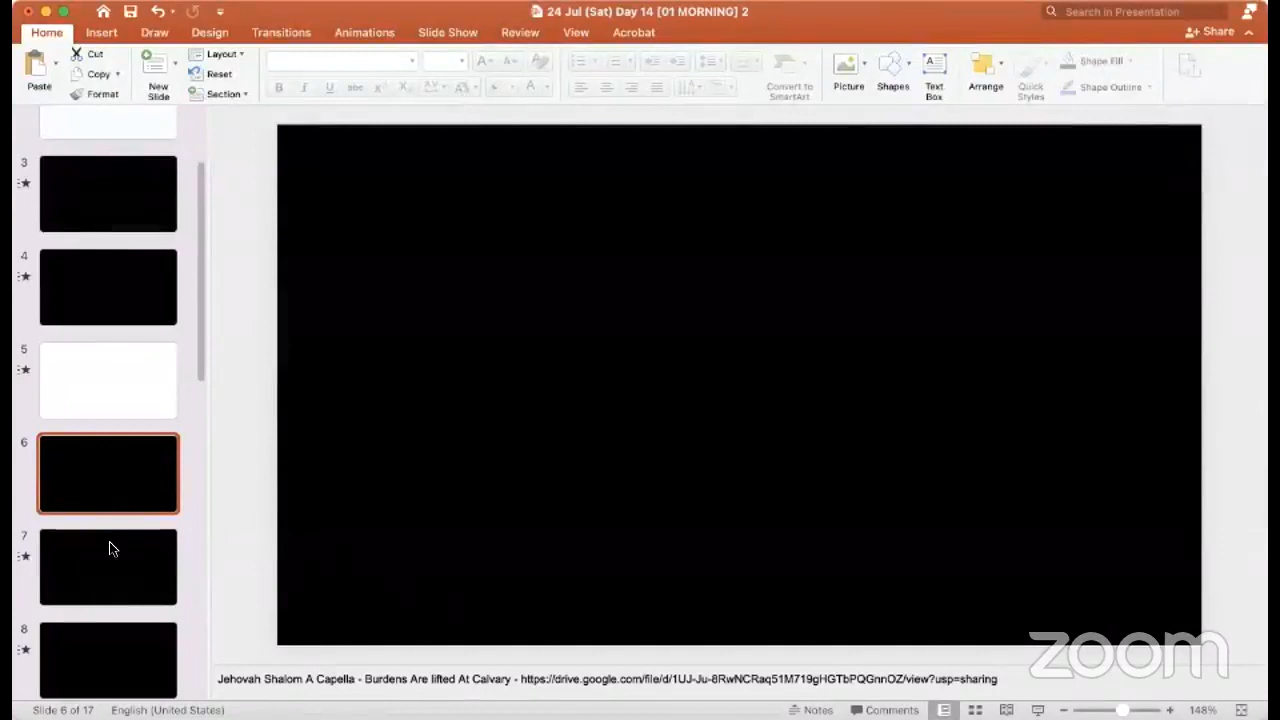 24 Jul (Sat) Day 14 [01 MORNING] 2
Search in Presentation
Home Insert Draw Design Transitions Animations Slide Show Review View Acrobat
Share
Paste
Cut
Copy
Format
New Slide
Layout
Reset
Section
B I U abc
Convert to SmartArt
Picture
Shapes
Text Box
Arrange
Quick Styles
Shape Fill
Shape Outline
3
4
5
6
7
8
zoom
Jehovah Shalom A Capella - Burdens Are lifted At Calvary - https://drive.google.com/file/d/1UJ-Ju-8RwNCRaq51M719gHGTbPQGnnOZ/view?usp=sharing
Slide 6 of 17 English (United States)
Notes Comments
148%